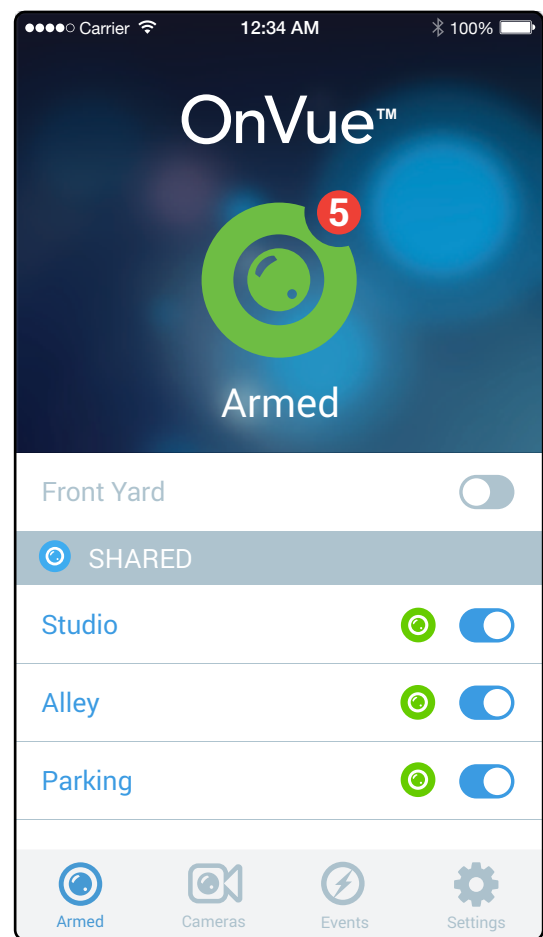 Carrier 12:34 AM 100%
OnVue™
5
Armed
Front Yard
SHARED
Studio
Alley
Parking
Armed Cameras Events Settings